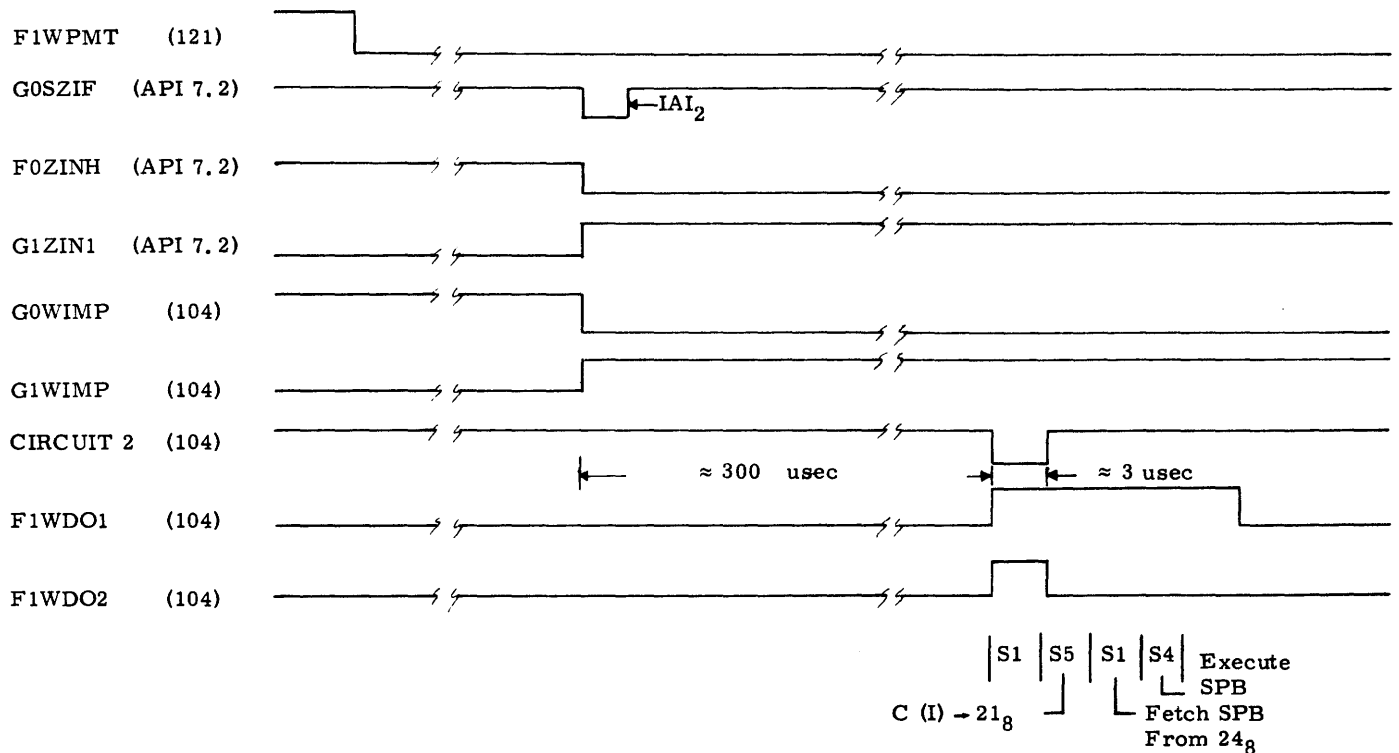 F1WPMT (121)
G0SZIF (API 7.2)
IAI₂
F0ZINH (API 7.2)
G1ZIN1 (API 7.2)
G0WIMP (104)
G1WIMP (104)
CIRCUIT 2 (104)
≈ 300 usec
≈ 3 usec
F1WDO1 (104)
F1WDO2 (104)
S1 S5 S1 S4 Execute
SPB
C (I) → 21₈ Fetch SPB
From 24₈